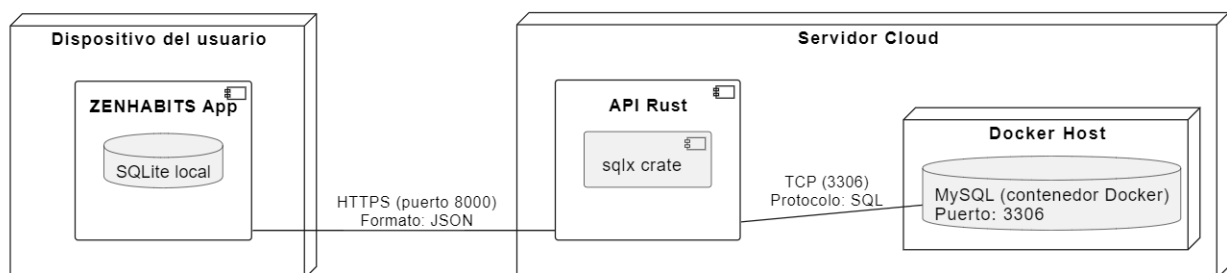 Dispositivo del usuario
ZENHABITS App
SQLite local
HTTPS (puerto 8000)
Formato: JSON
Servidor Cloud
API Rust
sqlx crate
TCP (3306)
Protocolo: SQL
Docker Host
MySQL (contenedor Docker)
Puerto: 3306